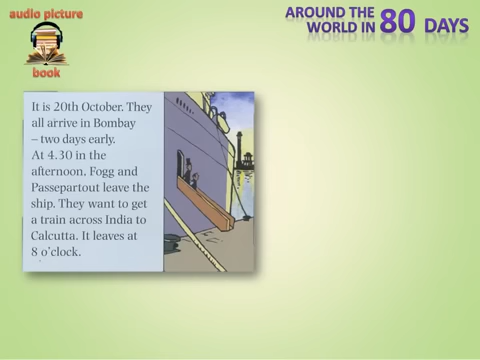 audio picture
book
AROUND THE
WORLD IN 80 DAYS
It is 20th October. They
all arrive in Bombay
– two days early.
At 4.30 in the
afternoon. Fogg and
Passepartout leave the
ship. They want to get
a train across India to
Calcutta. It leaves at
8 o'clock.